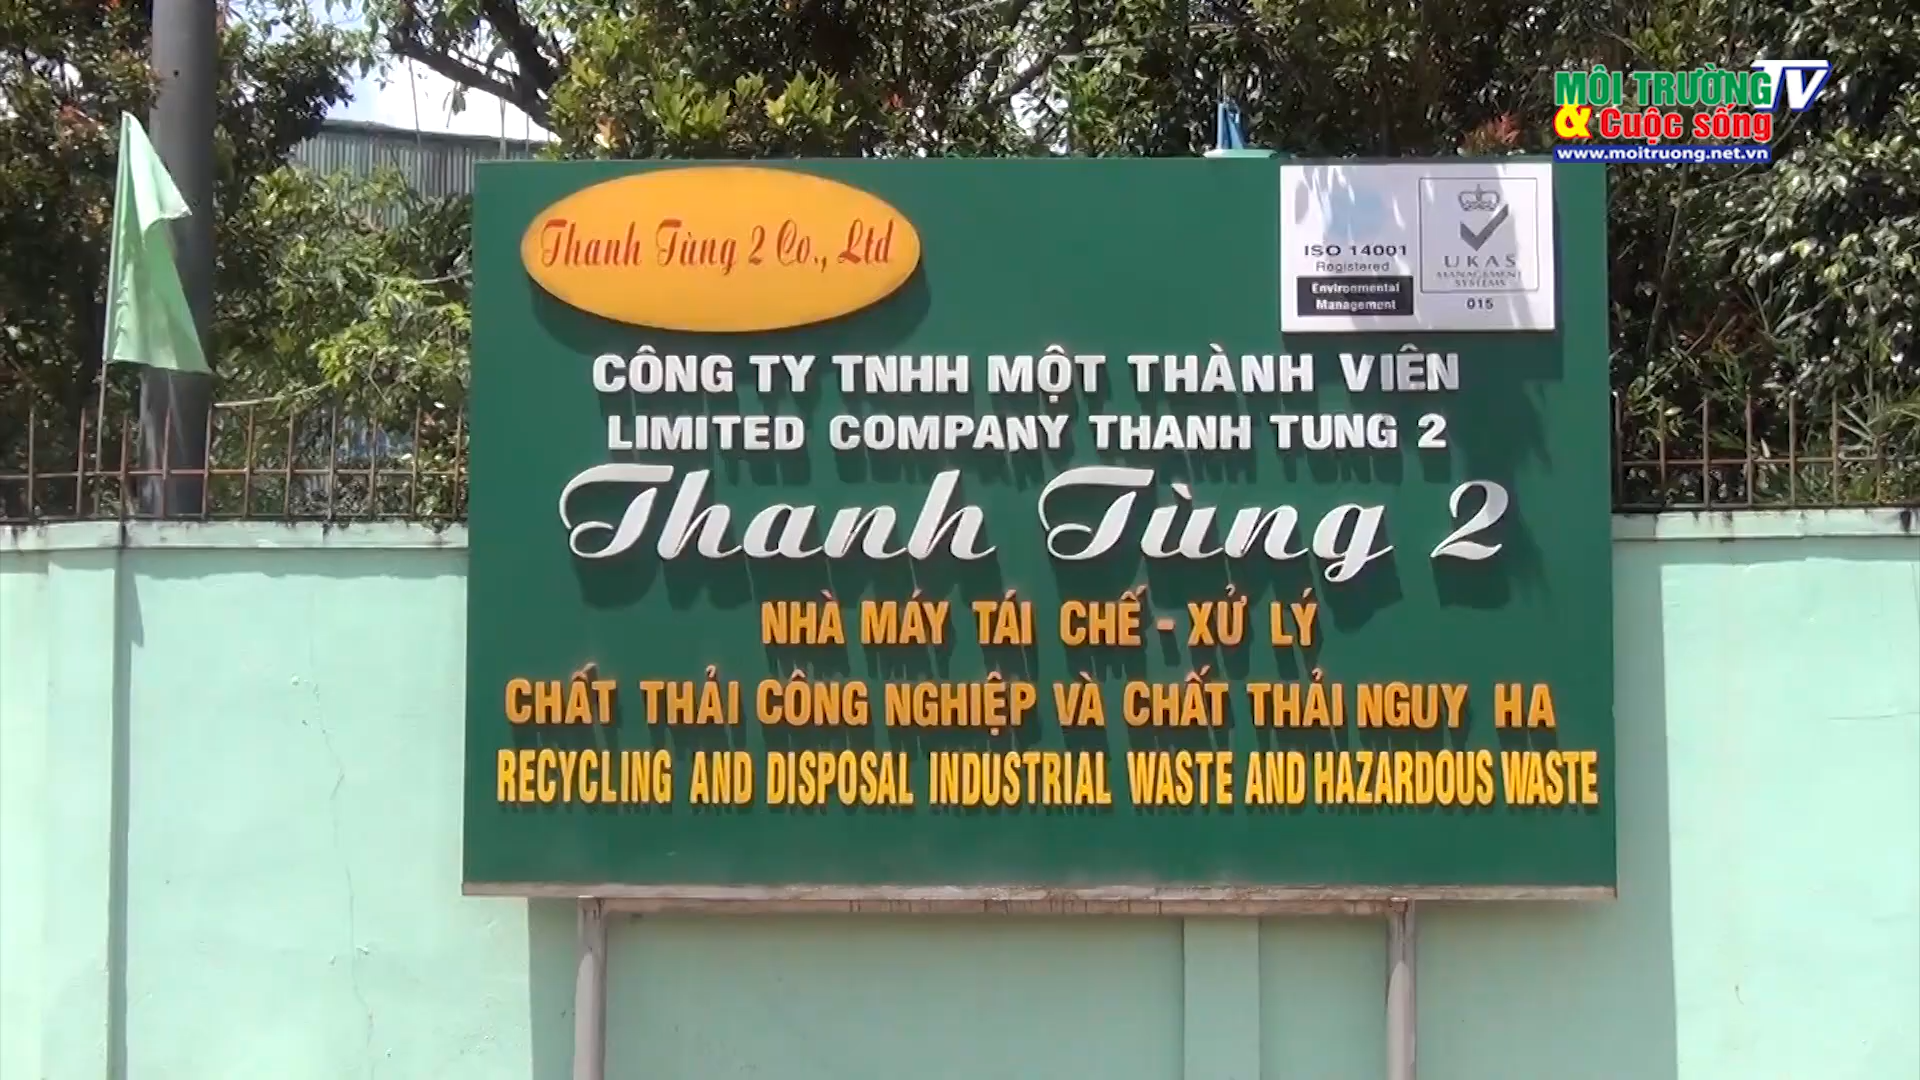 MÔI TRƯỜNG TV
& Cuộc sống
www.moitruong.net.vn
Thanh Tùng 2 Co., Ltd
ISO 14001
Registered
Environmental
Management
UKAS
MANAGEMENT
SYSTEMS
015
CÔNG TY TNHH MỘT THÀNH VIÊN
LIMITED COMPANY THANH TUNG 2
Thanh Tùng 2
NHÀ MÁY TÁI CHẾ - XỬ LÝ
CHẤT THẢI CÔNG NGHIỆP VÀ CHẤT THẢI NGUY HA
RECYCLING AND DISPOSAL INDUSTRIAL WASTE AND HAZARDOUS WASTE